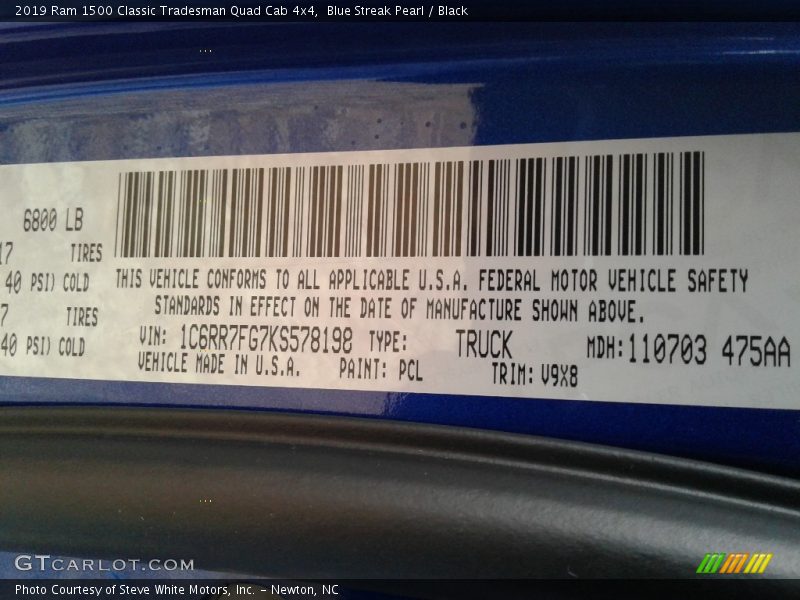 2019 Ram 1500 Classic Tradesman Quad Cab 4x4, Blue Streak Pearl / Black
6800 LB
17 TIRES
40 PSI) COLD
7 TIRES
40 PSI) COLD
THIS VEHICLE CONFORMS TO ALL APPLICABLE U.S.A. FEDERAL MOTOR VEHICLE SAFETY
STANDARDS IN EFFECT ON THE DATE OF MANUFACTURE SHOWN ABOVE.
VIN: 1C6RR7FG7KS578198 TYPE: TRUCK MDH: 110703 475AA
VEHICLE MADE IN U.S.A. PAINT: PCL TRIM: V9X8
GTCARLOT.COM
Photo Courtesy of Steve White Motors, Inc. – Newton, NC